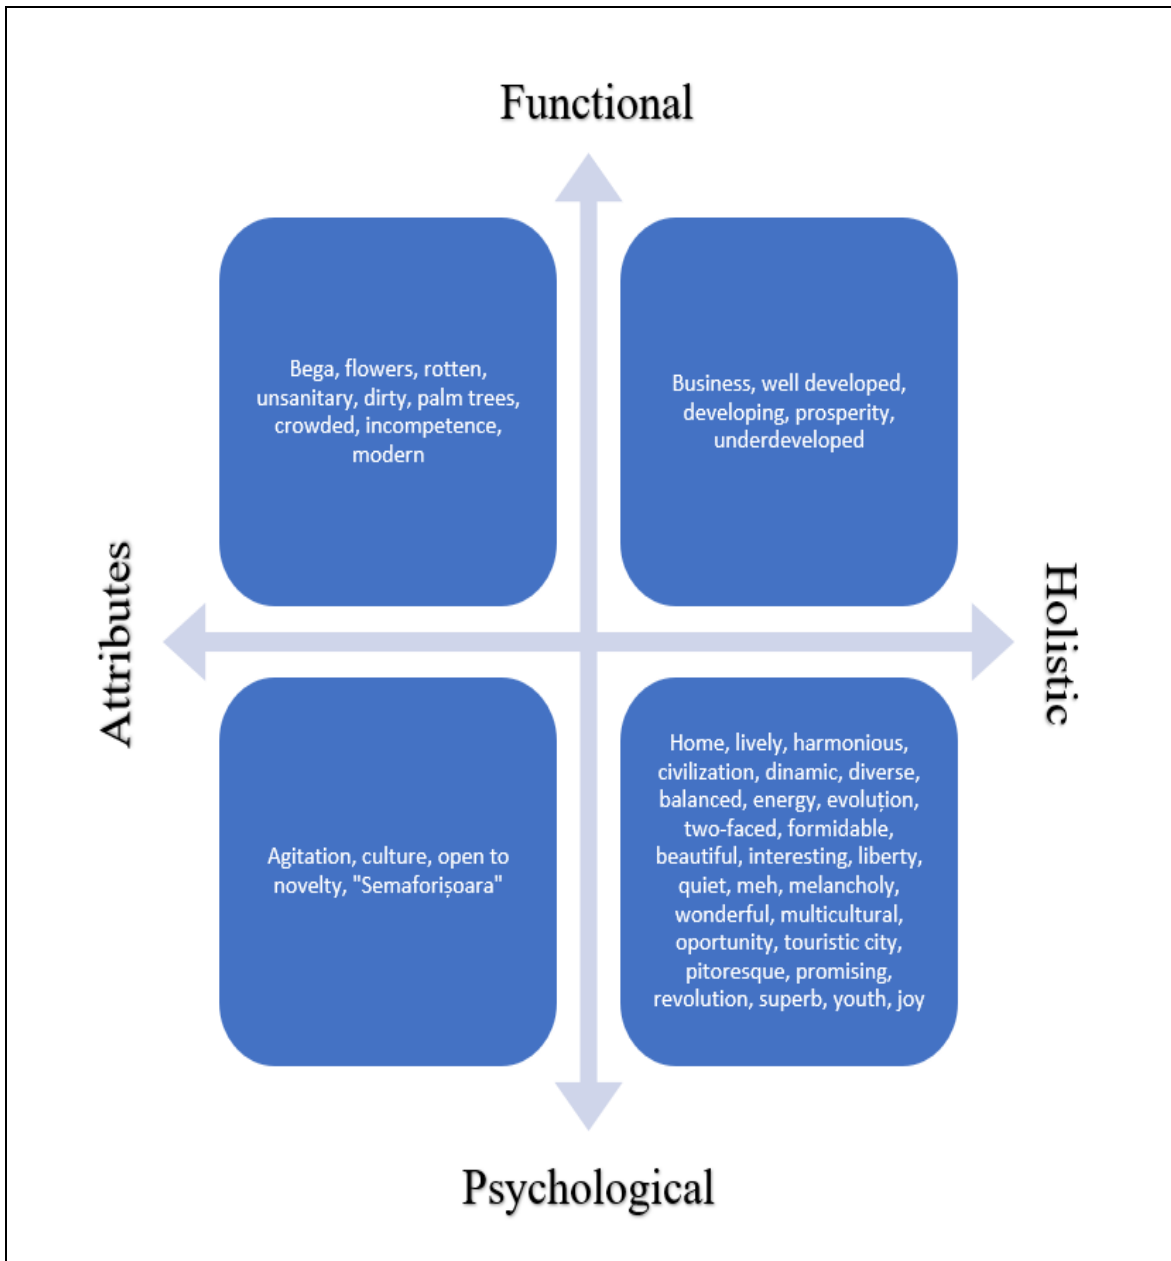 Functional
Bega, flowers, rotten,
unsanitary, dirty, palm trees,
crowded, incompetence,
modern
Business, well developed,
developing, prosperity,
underdeveloped
Attributes
Holistic
Agitation, culture, open to
novelty, "Semaforișoara"
Home, lively, harmonious,
civilization, dinamic, diverse,
balanced, energy, evoluțion,
two-faced, formidable,
beautiful, interesting, liberty,
quiet, meh, melancholy,
wonderful, multicultural,
oportunity, touristic city,
pitoresque, promising,
revolution, superb, youth, joy
Psychological